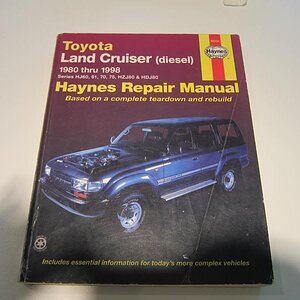 Toyota
Land Cruiser (diesel)
1980 thru 1998
Series HJ60, 61, 70, 75, HZJ80 & HDJ80
Haynes
Haynes Repair Manual
Based on a complete teardown and rebuild
Includes essential information for today's more complex vehicles